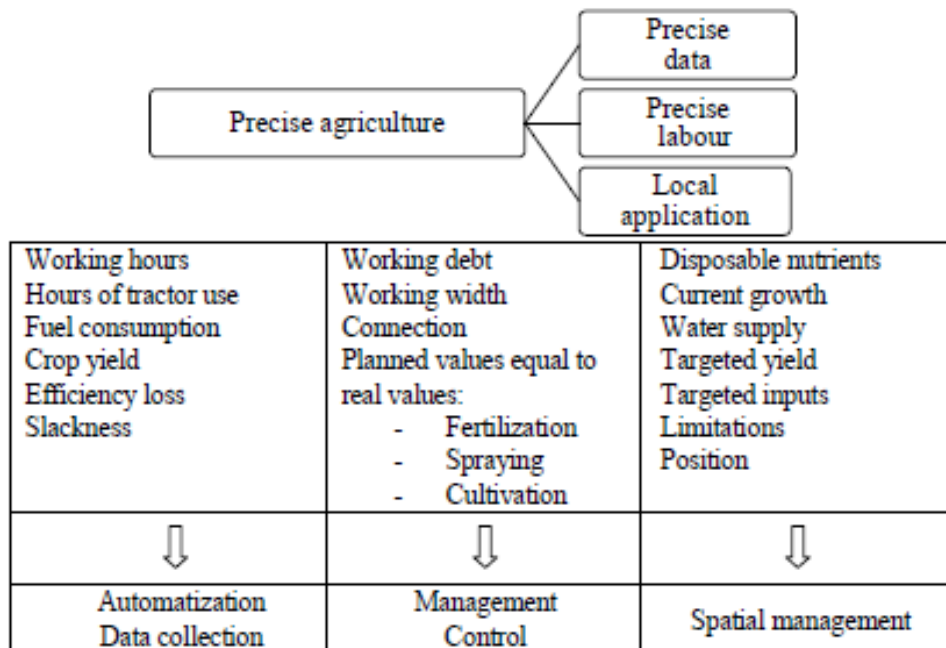 Precise
data
Precise agriculture
Precise
labour
Local
application
Working hours
Hours of tractor use
Fuel consumption
Crop yield
Efficiency loss
Slackness
Working debt
Working width
Connection
Planned values equal to
real values:
- Fertilization
- Spraying
- Cultivation
Disposable nutrients
Current growth
Water supply
Targeted yield
Targeted inputs
Limitations
Position
Automatization
Data collection
Management
Control
Spatial management